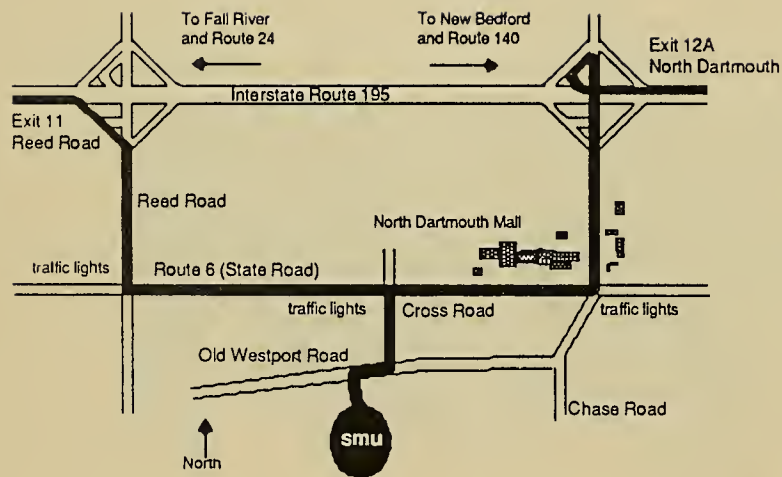 To Fall River
and Route 24
To New Bedford
and Route 140
Exit 12A
North Dartmouth
Interstate Route 195
Exit 11
Reed Road
Reed Road
North Dartmouth Mall
traffic lights
Route 6 (State Road)
traffic lights
Cross Road
traffic lights
Old Westport Road
Chase Road
smu
North